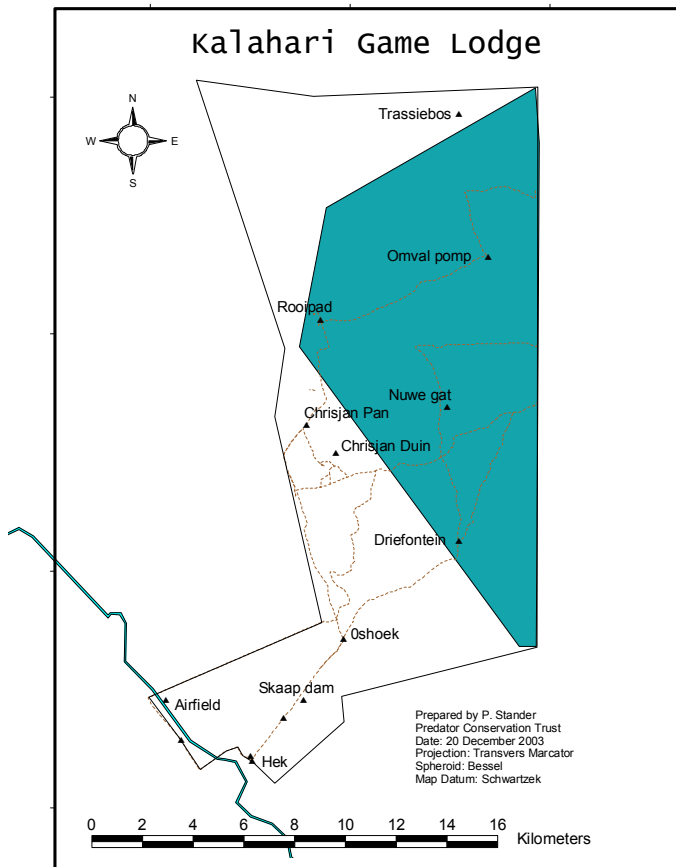 Kalahari Game Lodge
N
W E
S
Trassiebos
Omval pomp
Rooipad
Nuwe gat
Chrisjan Pan
Chrisjan Duin
Driefontein
0shoek
Skaap dam
Airfield
Hek
Prepared by P. Stander
Predator Conservation Trust
Date: 20 December 2003
Projection: Transvers Marcator
Spheroid: Bessel
Map Datum: Schwartzek
0 2 4 6 8 10 12 14 16
Kilometers